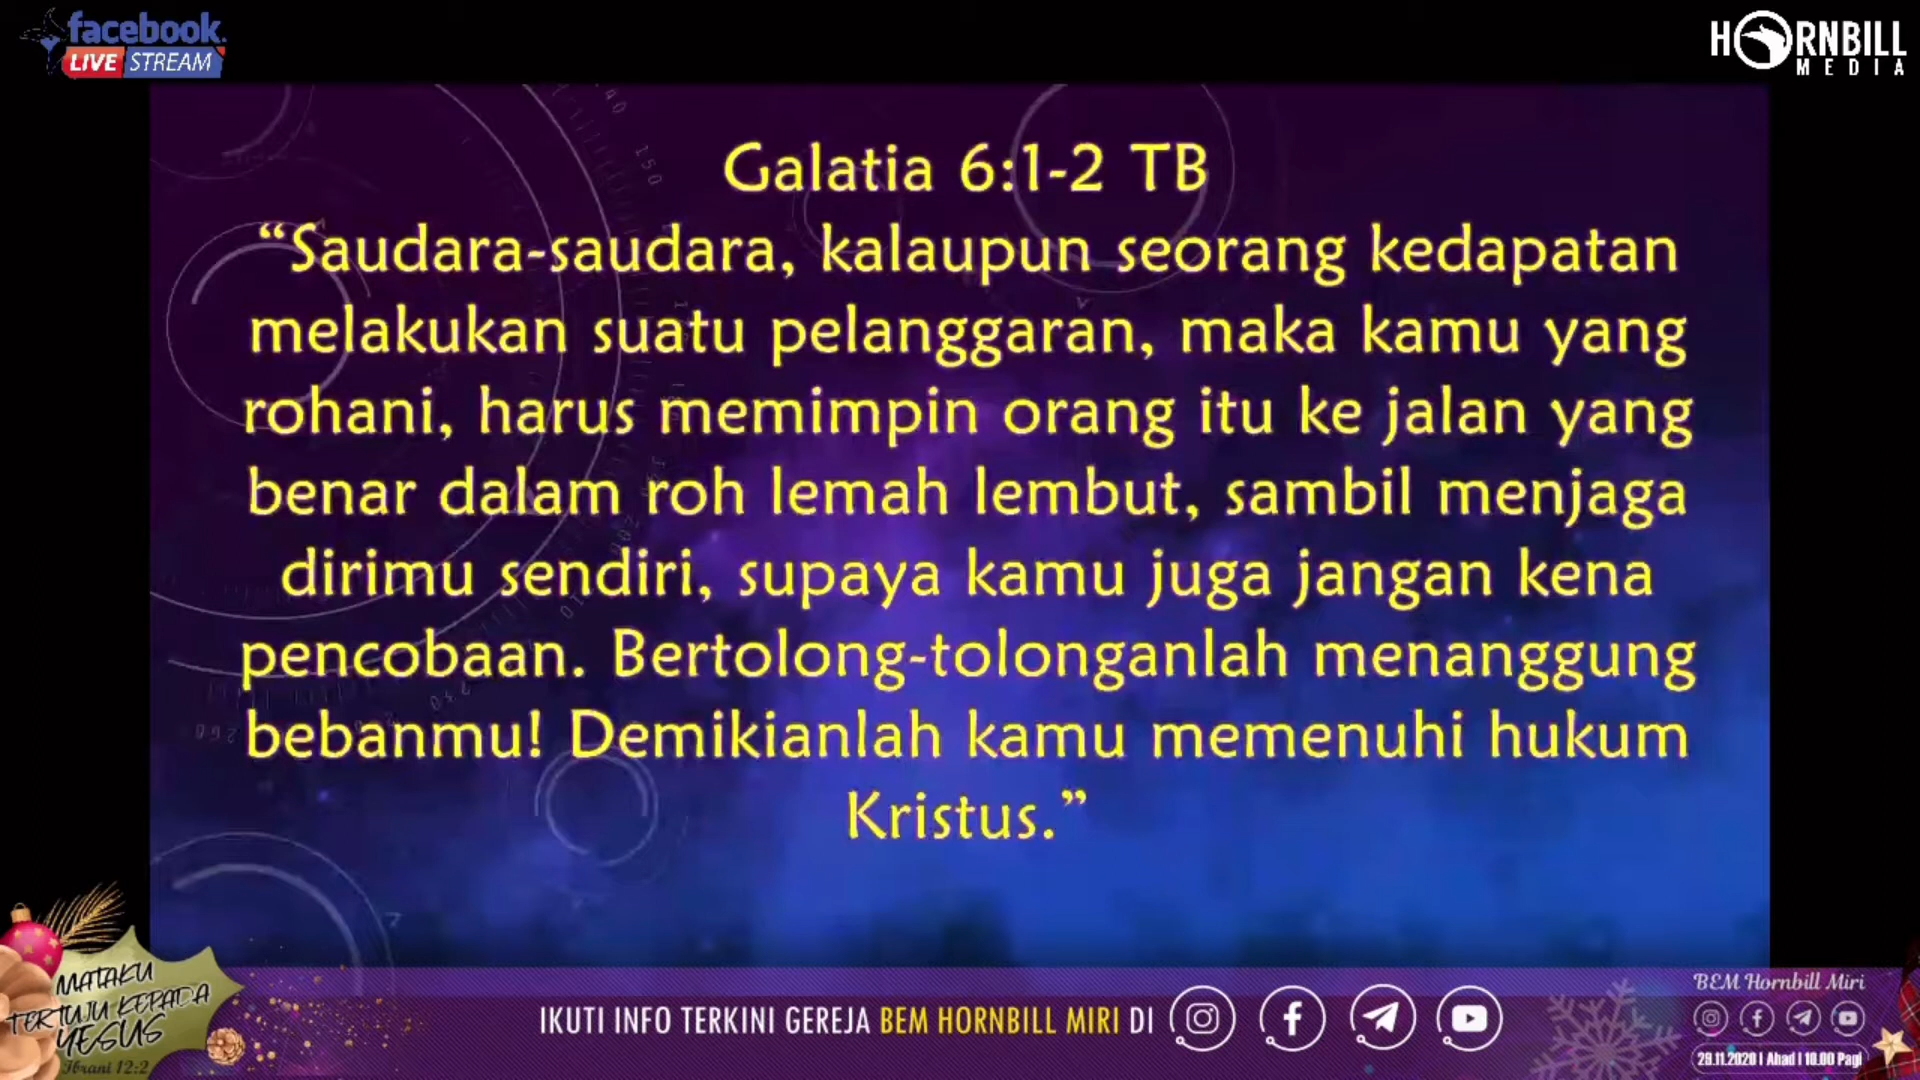 facebook.
LIVE STREAM
HORNBILL
MEDIA
Galatia 6:1-2 TB
“Saudara-saudara, kalaupun seorang kedapatan
melakukan suatu pelanggaran, maka kamu yang
rohani, harus memimpin orang itu ke jalan yang
benar dalam roh lemah lembut, sambil menjaga
dirimu sendiri, supaya kamu juga jangan kena
pencobaan. Bertolong-tolonganlah menanggung
bebanmu! Demikianlah kamu memenuhi hukum
Kristus.”
MATAKU
TERTUJU KEPADA
YESUS
Ibrani 12:2
IKUTI INFO TERKINI GEREJA BEM HORNBILL MIRI DI
BEM Hornbill Miri
29.11.2020 | Ahad | 10.00 Pagi